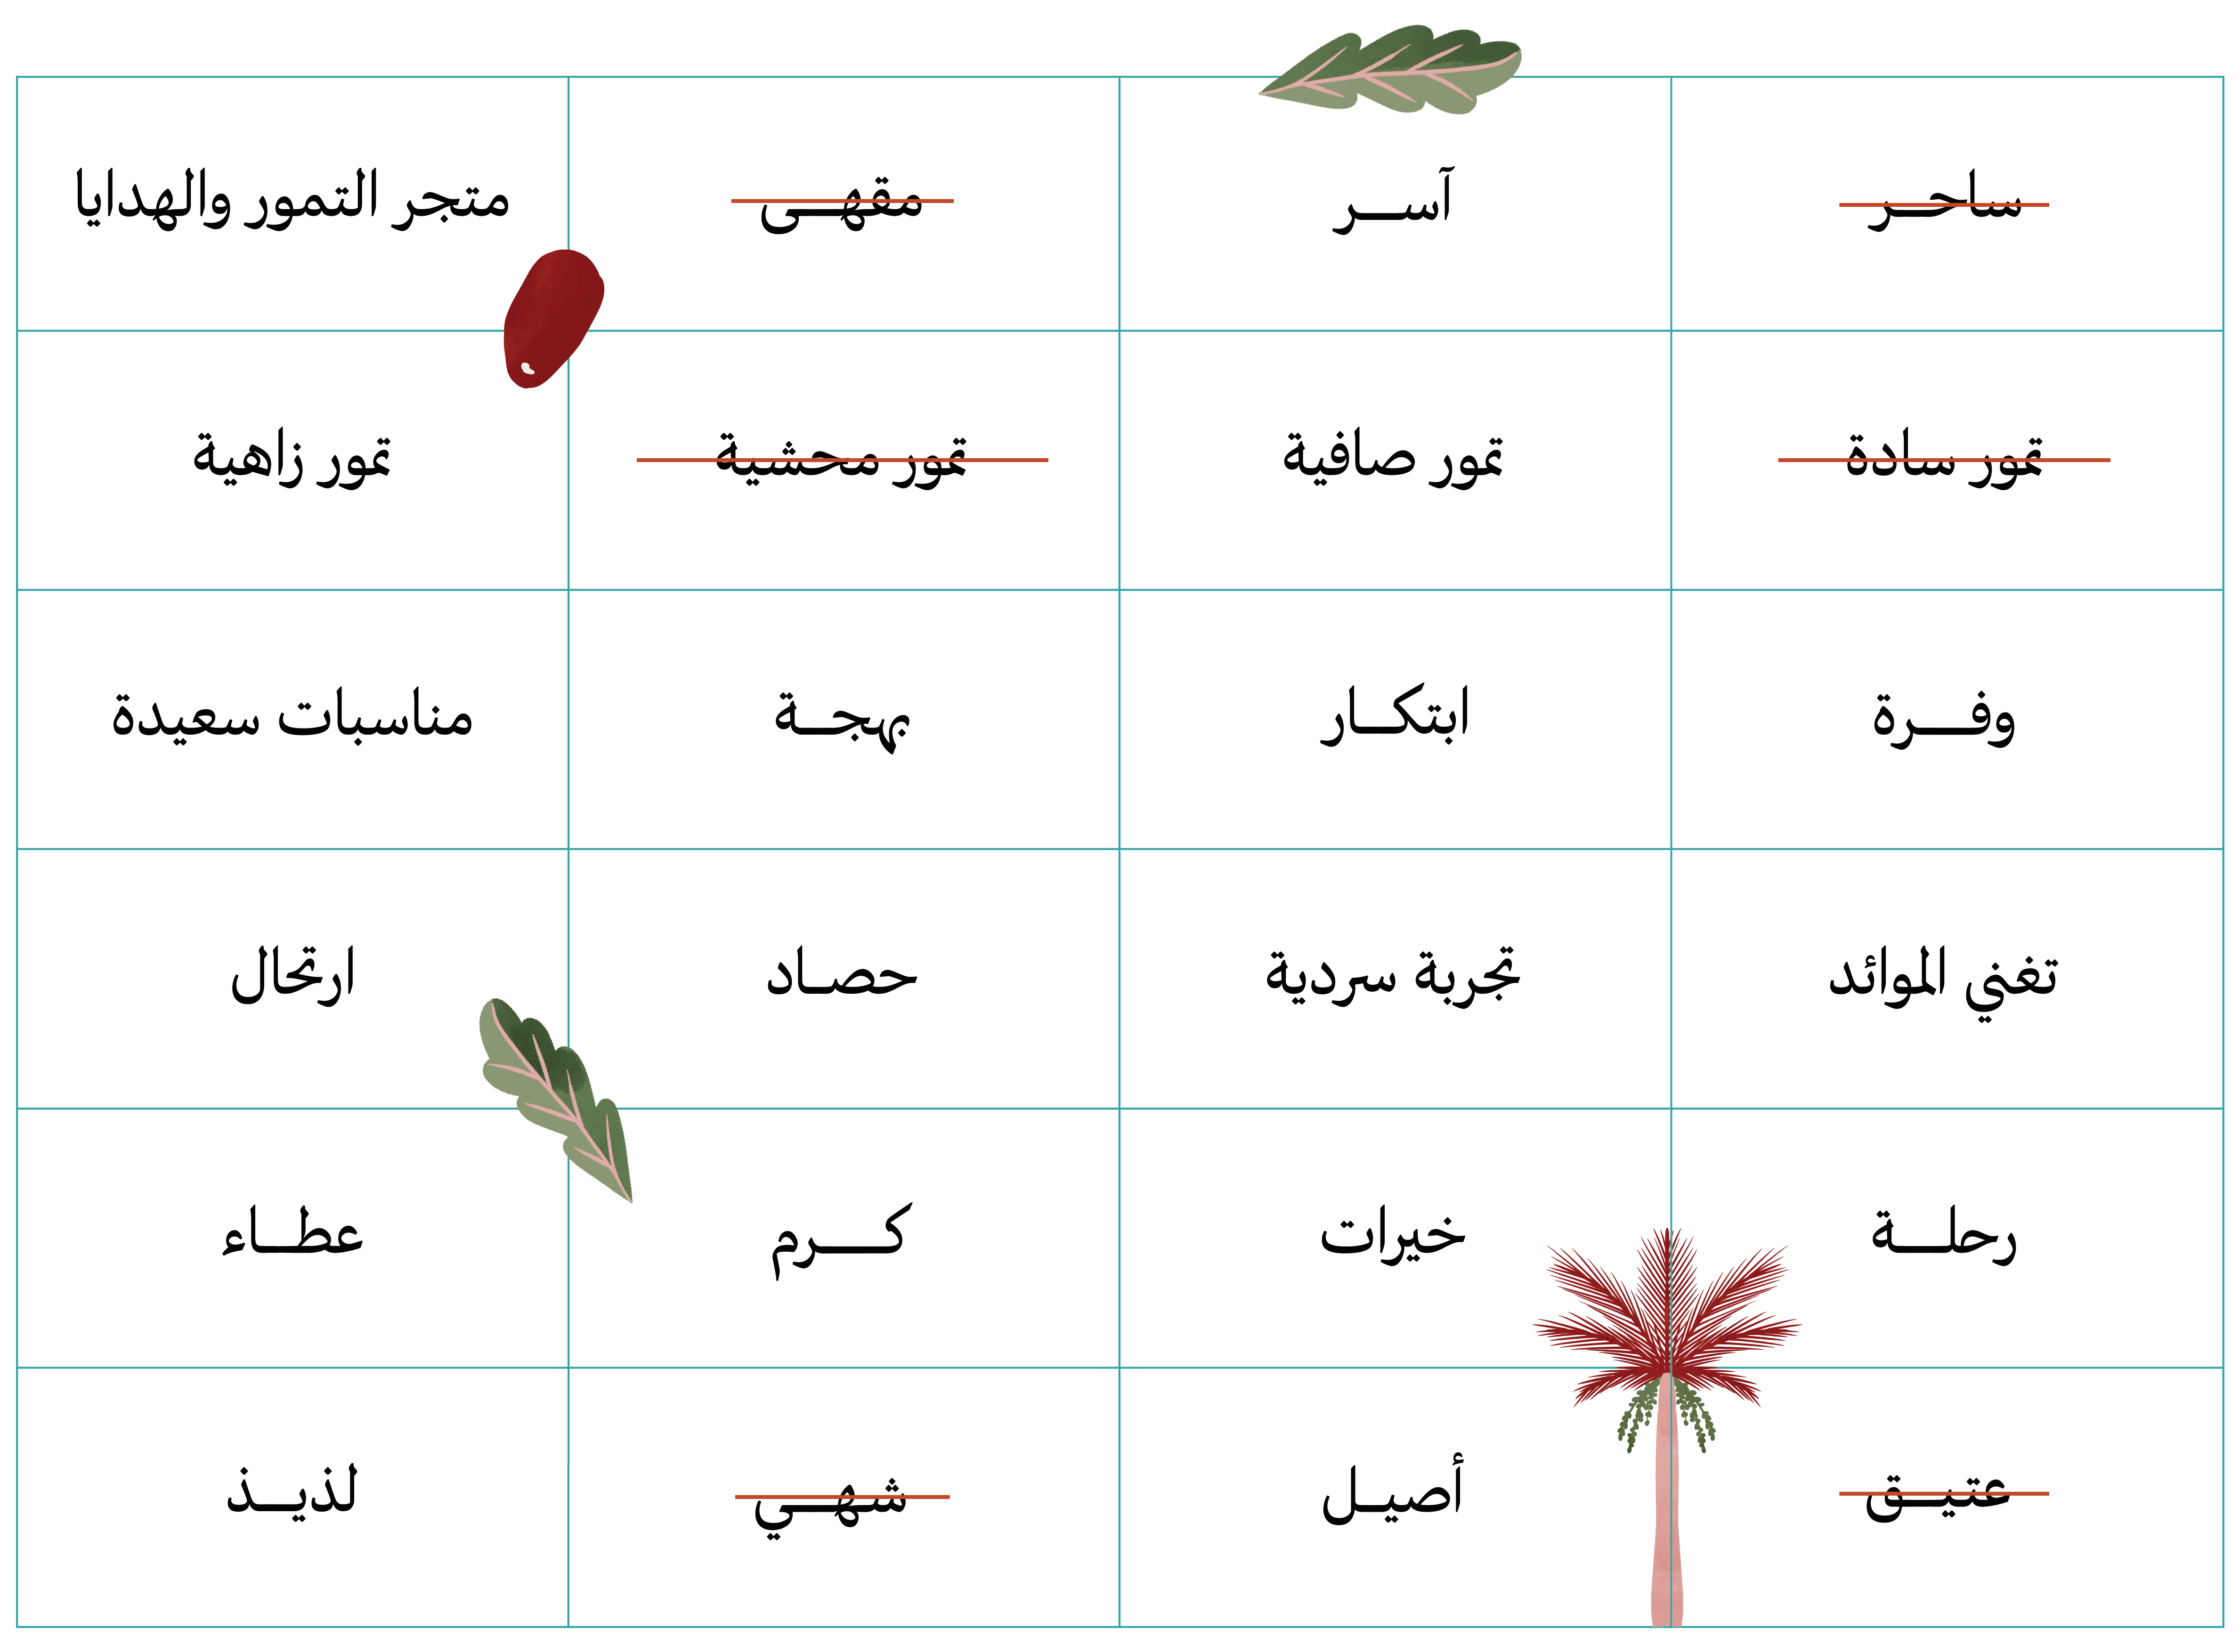 ساحر
آسر
مقهى
متجر التمور والهدايا
تمور سادة
تمور صافية
تمور محشية
تمور زاهية
وفرة
ابتكار
بهجة
مناسبات سعيدة
تغني الموائد
تجربة سردية
حصاد
ارتحال
رحلة
خيرات
كرم
عطاء
عتيق
أصيل
شهي
لذيذ